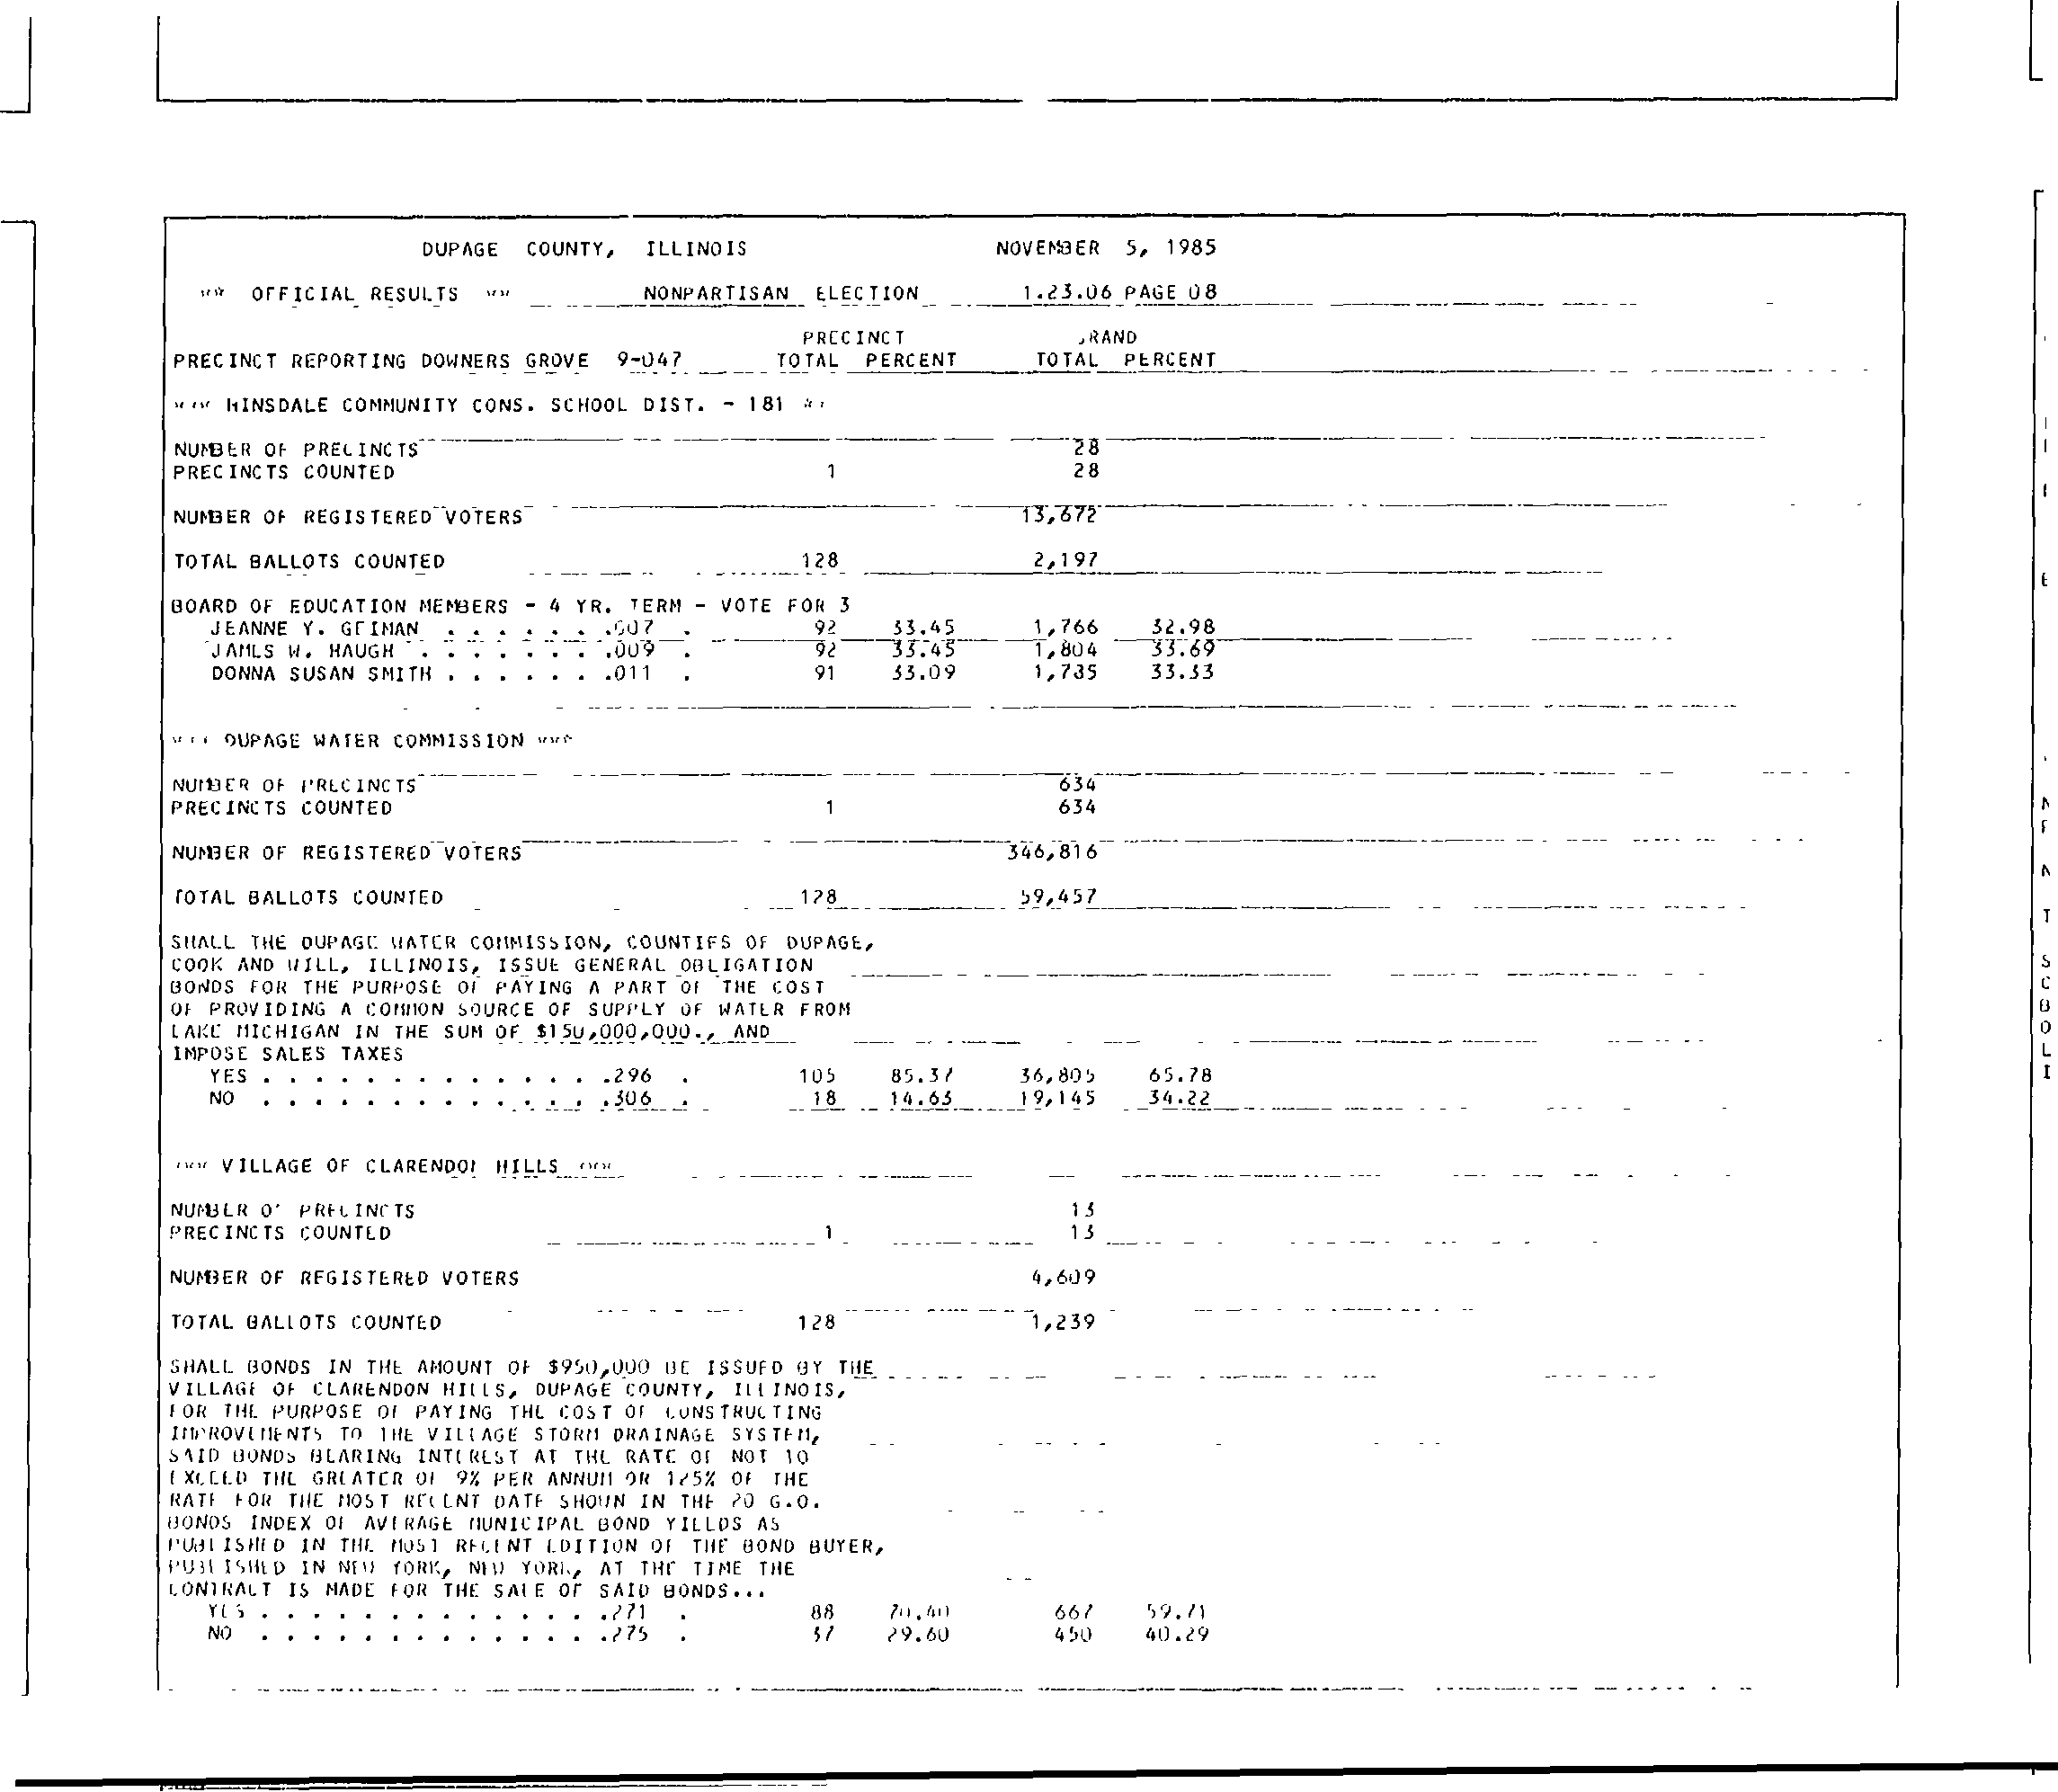 DUPAGE COUNTY, ILLINOIS NOVEMBER 5, 1985
** OFFICIAL RESULTS ** NONPARTISAN ELECTION 1.23.06 PAGE 08
PRECINCT RAND
PRECINCT REPORTING DOWNERS GROVE 9-047 TOTAL PERCENT TOTAL PERCENT
*** HINSDALE COMMUNITY CONS. SCHOOL DIST. - 181 **
NUMBER OF PRECINCTS 28
PRECINCTS COUNTED 1 28
NUMBER OF REGISTERED VOTERS 13,672
TOTAL BALLOTS COUNTED 128 2,197
BOARD OF EDUCATION MEMBERS - 4 YR. TERM - VOTE FOR 3
JEANNE Y. GEIMAN . . . . . . .007 . 92 33.45 1,766 32.98
JAMES W. HAUGH . . . . . . . .009 . 92 33.45 1,804 33.69
DONNA SUSAN SMITH . . . . . . .011 . 91 33.09 1,785 33.33
*** DUPAGE WATER COMMISSION ***
NUMBER OF PRECINCTS 634
PRECINCTS COUNTED 1 634
NUMBER OF REGISTERED VOTERS 346,816
TOTAL BALLOTS COUNTED 128 59,457
SHALL THE DUPAGE WATER COMMISSION, COUNTIES OF DUPAGE,
COOK AND WILL, ILLINOIS, ISSUE GENERAL OBLIGATION
BONDS FOR THE PURPOSE OF PAYING A PART OF THE COST
OF PROVIDING A COMMON SOURCE OF SUPPLY OF WATER FROM
LAKE MICHIGAN IN THE SUM OF $150,000,000., AND
IMPOSE SALES TAXES
YES . . . . . . . . . . . . . .296 . 105 85.37 36,805 65.78
NO . . . . . . . . . . . . . .306 . 18 14.63 19,145 34.22
*** VILLAGE OF CLARENDON HILLS ***
NUMBER OF PRECINCTS 13
PRECINCTS COUNTED 1 13
NUMBER OF REGISTERED VOTERS 4,609
TOTAL BALLOTS COUNTED 128 1,239
SHALL BONDS IN THE AMOUNT OF $950,000 BE ISSUED BY THE
VILLAGE OF CLARENDON HILLS, DUPAGE COUNTY, ILLINOIS,
FOR THE PURPOSE OF PAYING THE COST OF CONSTRUCTING
IMPROVEMENTS TO THE VILLAGE STORM DRAINAGE SYSTEM,
SAID BONDS BEARING INTEREST AT THE RATE OF NOT TO
EXCEED THE GREATER OF 9% PER ANNUM OR 125% OF THE
RATE FOR THE MOST RECENT DATE SHOWN IN THE 20 G.O.
BONDS INDEX OF AVERAGE MUNICIPAL BOND YIELDS AS
PUBLISHED IN THE MOST RECENT EDITION OF THE BOND BUYER,
PUBLISHED IN NEW YORK, NEW YORK, AT THE TIME THE
CONTRACT IS MADE FOR THE SALE OF SAID BONDS...
YES . . . . . . . . . . . . . .271 . 88 70.40 667 59.71
NO . . . . . . . . . . . . . .275 . 37 29.60 450 40.29